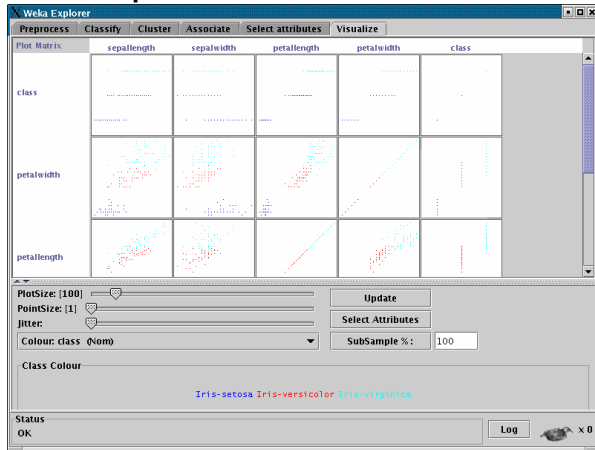 Weka Explorer
Preprocess Classify Cluster Associate Select attributes Visualize
Plot Matrix sepallength sepalwidth petallength petalwidth class
class
petalwidth
petallength
PlotSize: [100]
PointSize: [1]
Jitter:
Update
Select Attributes
Colour: class (Nom)
SubSample % : 100
Class Colour
Iris-setosa Iris-versicolor Iris-virginica
Status
OK
Log x 0